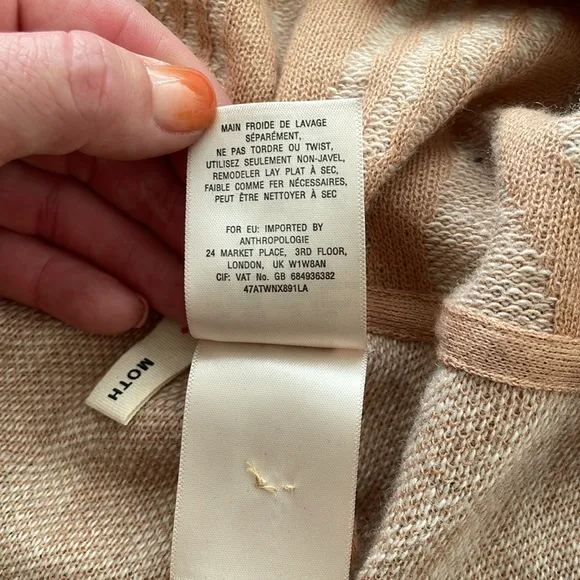 MAIN FROIDE DE LAVAGE
SÉPARÉMENT,
NE PAS TORDRE OU TWIST,
UTILISEZ SEULEMENT NON-JAVEL,
REMODELER LAY PLAT À SEC,
FAIBLE COMME FER NÉCESSAIRES,
PEUT ÊTRE NETTOYER À SEC
FOR EU: IMPORTED BY
ANTHROPOLOGIE
24 MARKET PLACE, 3RD FLOOR,
LONDON, UK W1W8AN
CIF: VAT No. GB 684936382
47ATWNX891LA
MOTH